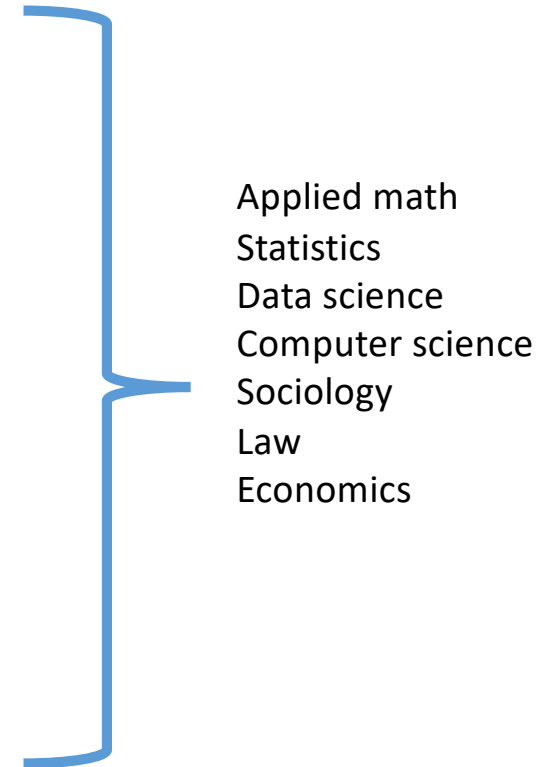 Applied math
Statistics
Data science
Computer science
Sociology
Law
Economics